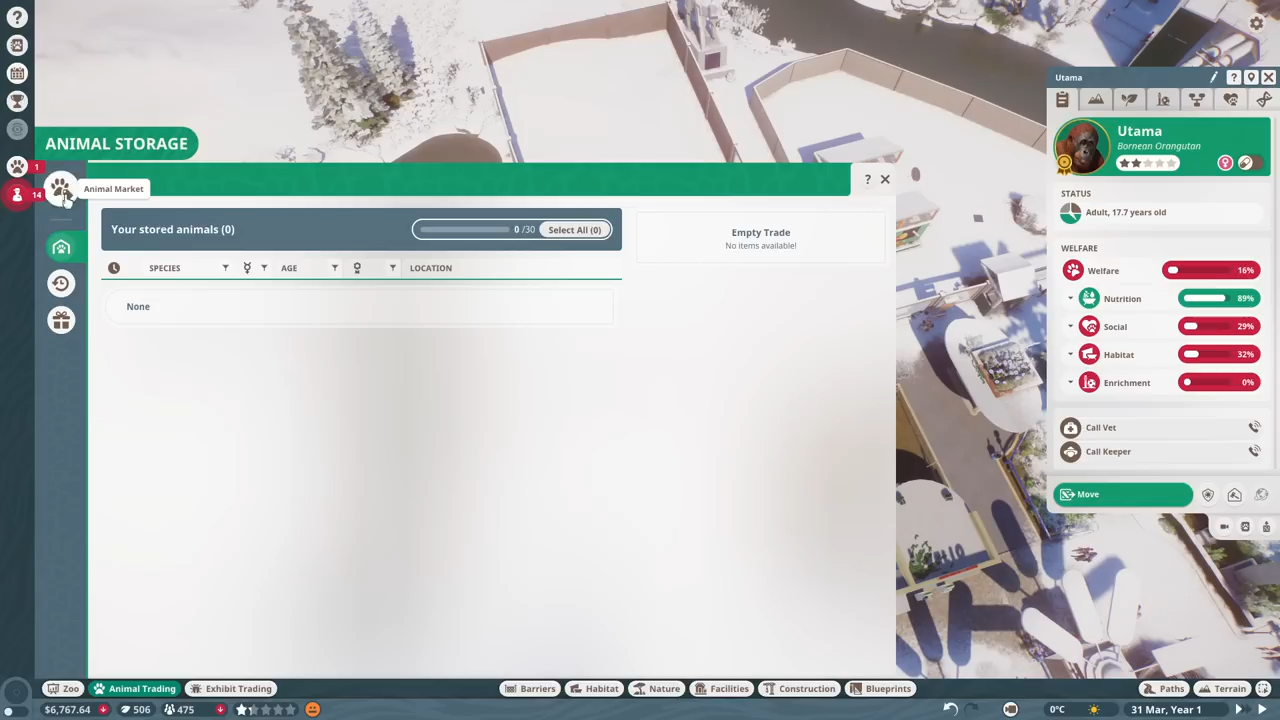 ANIMAL STORAGE
Animal Market
1
14
Your stored animals (0)
0 /30
Select All (0)
SPECIES
AGE
LOCATION
None
Empty Trade
No items available!
Utama
Utama
Bornean Orangutan
STATUS
Adult, 17.7 years old
WELFARE
Welfare 16%
Nutrition 89%
Social 29%
Habitat 32%
Enrichment 0%
Call Vet
Call Keeper
Move
Zoo
Animal Trading
Exhibit Trading
Barriers
Habitat
Nature
Facilities
Construction
Blueprints
Paths
Terrain
$6,767.64
506
475
0°C
31 Mar, Year 1